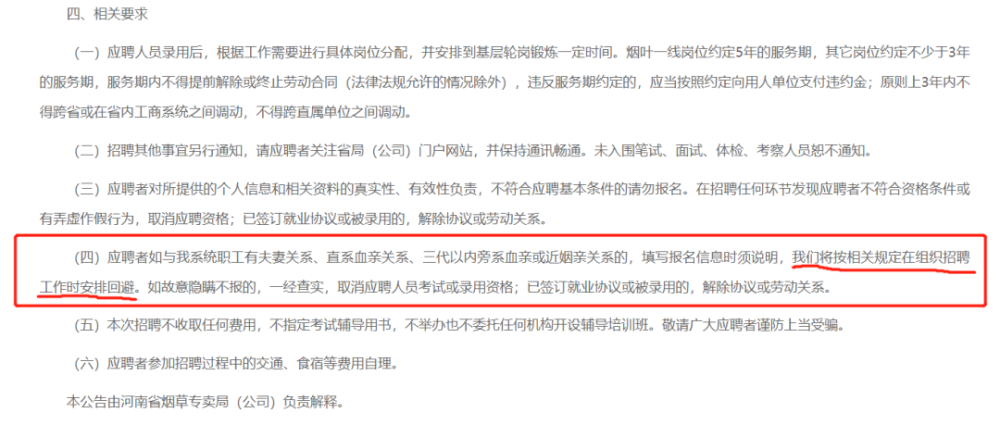 四、相关要求
（一）应聘人员录用后，根据工作需要进行具体岗位分配，并安排到基层轮岗锻炼一定时间。烟叶一线岗位约定5年的服务期，其它岗位约定不少于3年
的服务期，服务期内不得提前解除或终止劳动合同（法律法规允许的情况除外），违反服务期约定的，应当按照约定向用人单位支付违约金；原则上3年内不
得跨省或在省内工商系统之间调动，不得跨直属单位之间调动。
（二）招聘其他事宜另行通知，请应聘者关注省局（公司）门户网站，并保持通讯畅通。未入围笔试、面试、体检、考察人员恕不通知。
（三）应聘者对所提供的个人信息和相关资料的真实性、有效性负责，不符合应聘基本条件的请勿报名。在招聘任何环节发现应聘者不符合资格条件或
有弄虚作假行为，取消应聘资格；已签订就业协议或被录用的，解除协议或劳动关系。
（四）应聘者如与我系统职工有夫妻关系、直系血亲关系、三代以内旁系血亲或近姻亲关系的，填写报名信息时须说明，我们将按相关规定在组织招聘
工作时安排回避。如故意隐瞒不报的，一经查实，取消应聘人员考试或录用资格；已签订就业协议或被录用的，解除协议或劳动关系。
（五）本次招聘不收取任何费用，不指定考试辅导用书，不举办也不委托任何机构开设辅导培训班。敬请广大应聘者谨防上当受骗。
（六）应聘者参加招聘过程中的交通、食宿等费用自理。
本公告由河南省烟草专卖局（公司）负责解释。